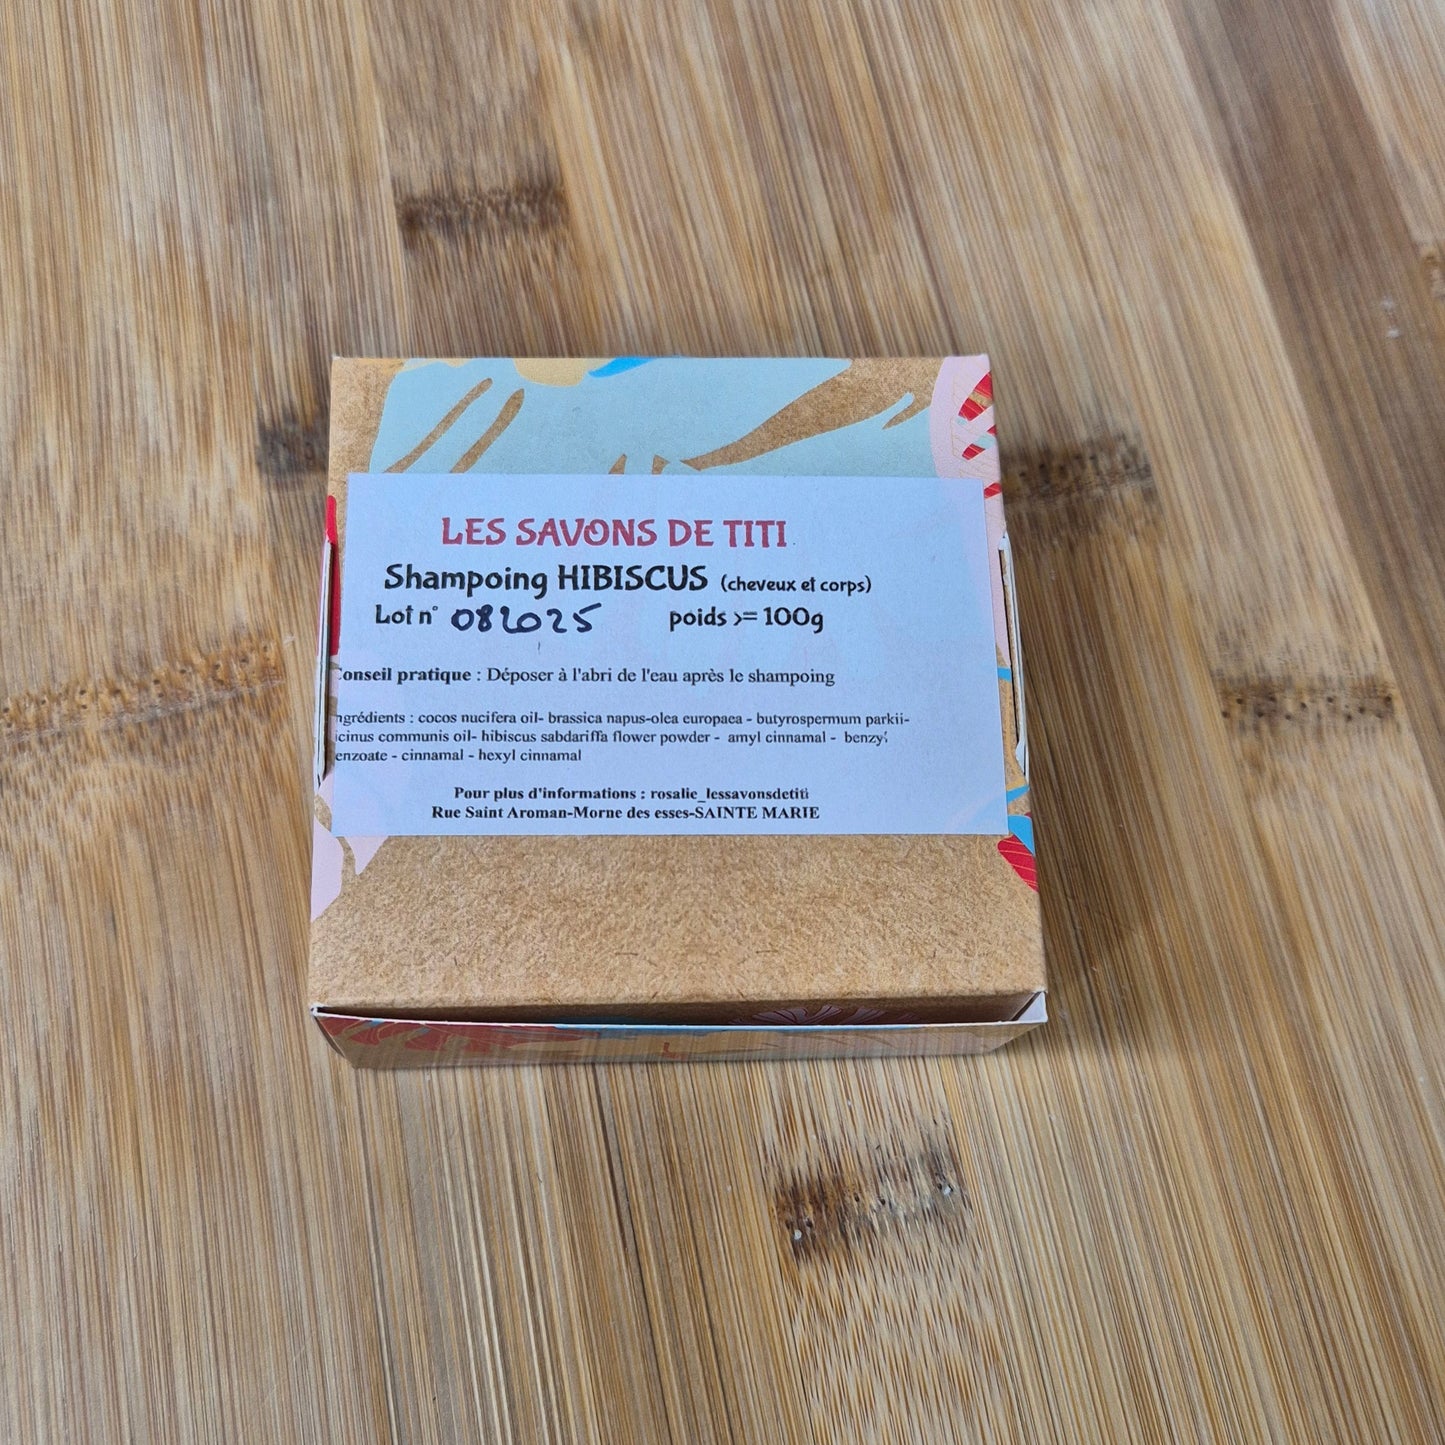 LES SAVONS DE TITI
Shampoing HIBISCUS (cheveux et corps)
Lot n° 082025 poids >= 100g
Conseil pratique : Déposer à l'abri de l'eau après le shampoing
ngrédients : cocos nucifera oil- brassica napus-olea europaea - butyrospermum parkii-
icinus communis oil- hibiscus sabdariffa flower powder - amyl cinnamal - benzyl
enzoate - cinnamal - hexyl cinnamal
Pour plus d'informations : rosalie_lessavonsdetiti
Rue Saint Aroman-Morne des esses-SAINTE MARIE